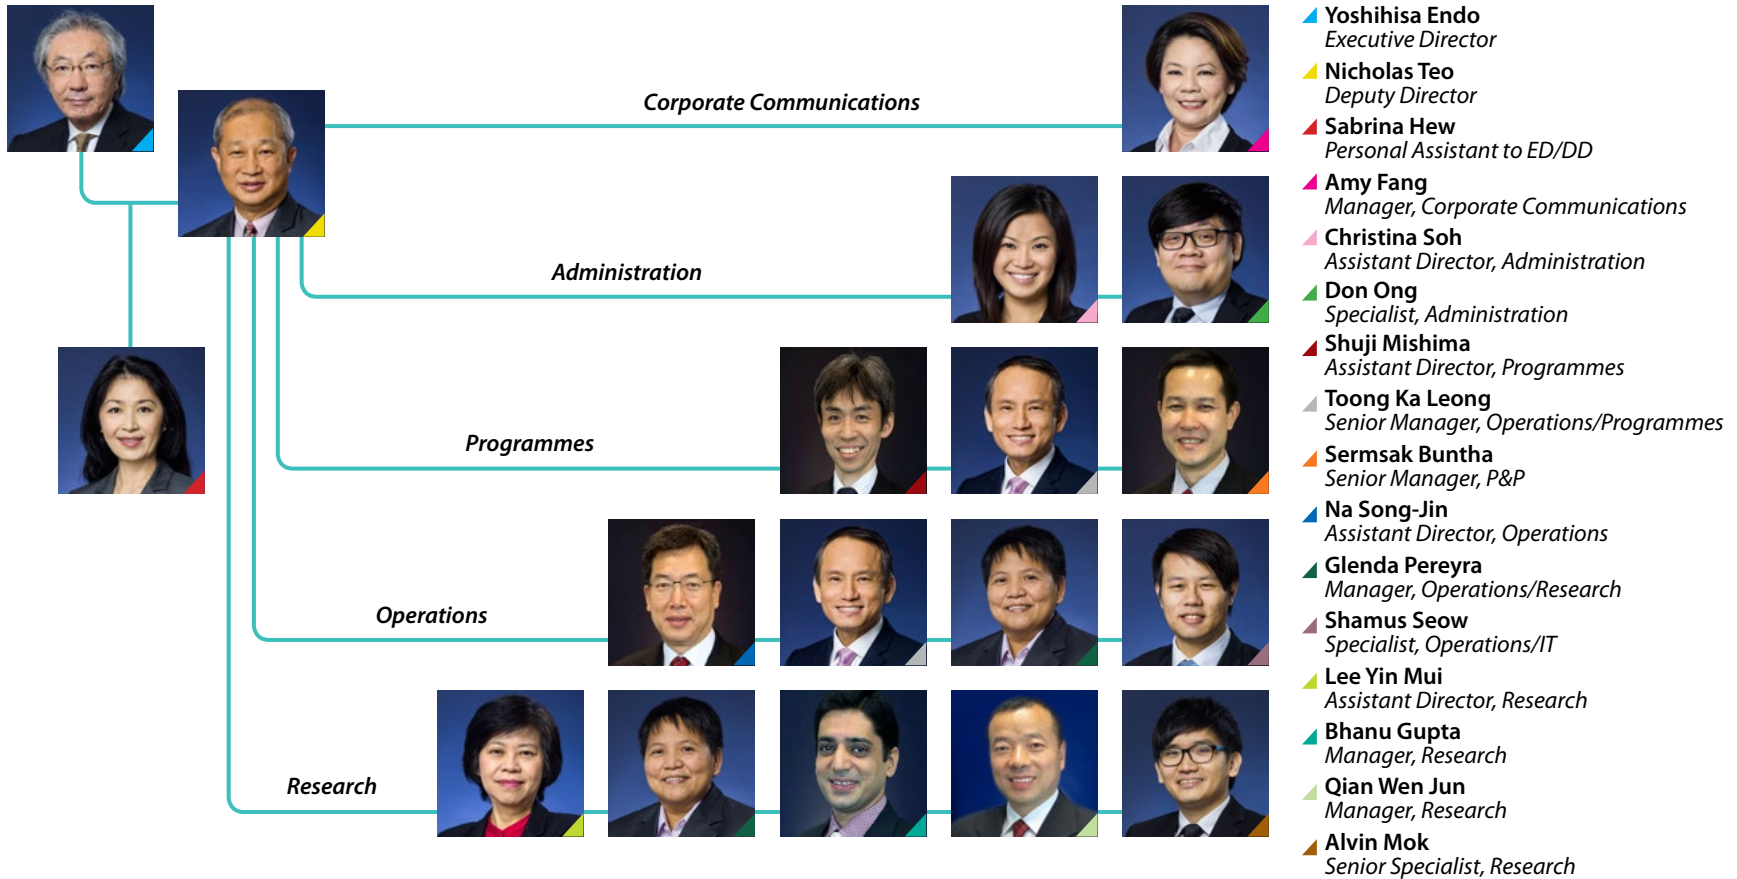 Corporate Communications
Administration
Programmes
Operations
Research
Yoshihisa Endo
Executive Director
Nicholas Teo
Deputy Director
Sabrina Hew
Personal Assistant to ED/DD
Amy Fang
Manager, Corporate Communications
Christina Soh
Assistant Director, Administration
Don Ong
Specialist, Administration
Shuji Mishima
Assistant Director, Programmes
Toong Ka Leong
Senior Manager, Operations/Programmes
Sermsak Buntha
Senior Manager, P&P
Na Song-Jin
Assistant Director, Operations
Glenda Pereyra
Manager, Operations/Research
Shamus Seow
Specialist, Operations/IT
Lee Yin Mui
Assistant Director, Research
Bhanu Gupta
Manager, Research
Qian Wen Jun
Manager, Research
Alvin Mok
Senior Specialist, Research